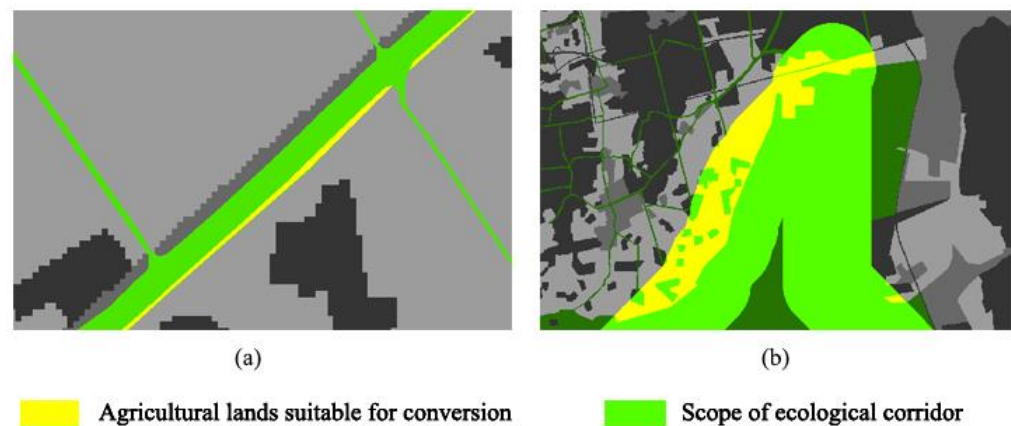 (a)
(b)
Agricultural lands suitable for conversion
Scope of ecological corridor